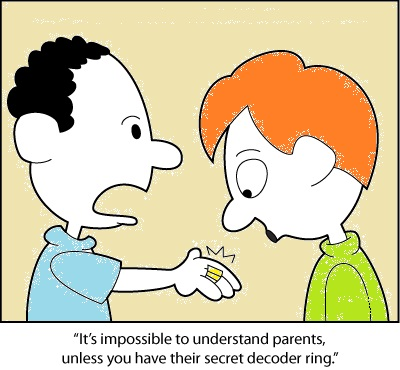 “It’s impossible to understand parents,
unless you have their secret decoder ring.”